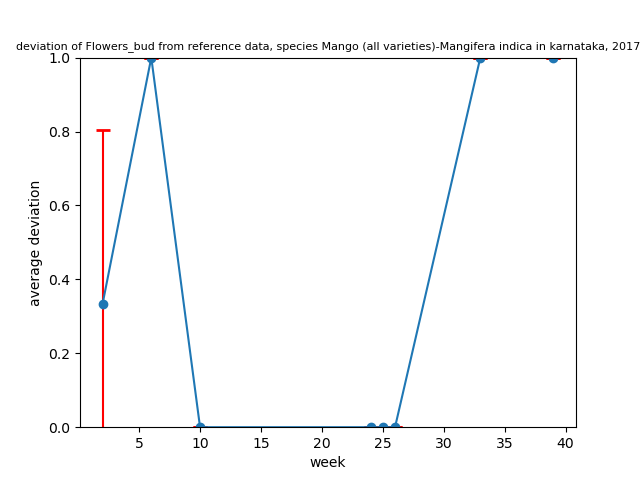 deviation of Flowers_bud from reference data, species Mango (all varieties)-Mangifera indica in karnataka, 2017
1.0
0.8
0.6
0.4
0.2
0.0
average deviation
5 10 15 20 25 30 35 40
week